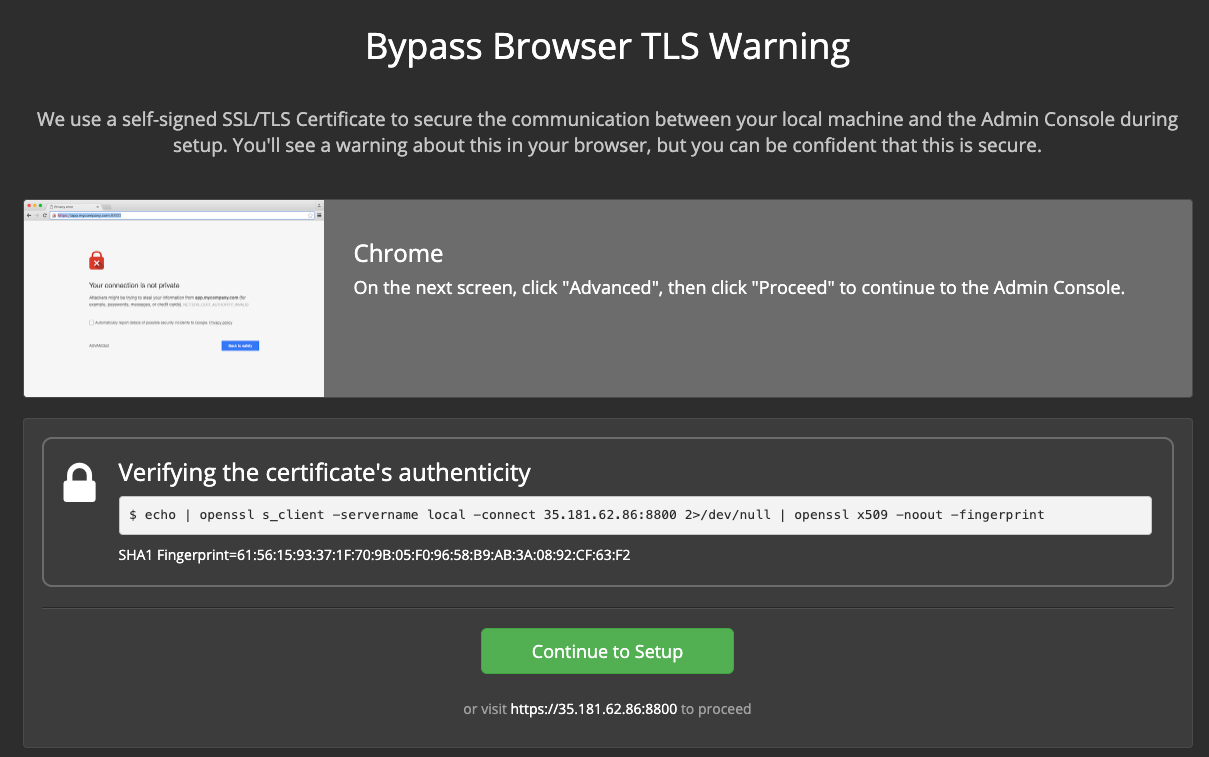 Bypass Browser TLS Warning
We use a self-signed SSL/TLS Certificate to secure the communication between your local machine and the Admin Console during
setup. You'll see a warning about this in your browser, but you can be confident that this is secure.
Your connection is not private
Attackers might be trying to steal your information from app.mycompany.com (for
example, passwords, messages, or credit cards).
Automatically report details of possible security incidents to Google. Privacy policy
ADVANCED
Back to safety
Chrome
On the next screen, click "Advanced", then click "Proceed" to continue to the Admin Console.
Verifying the certificate's authenticity
$ echo | openssl s_client –servername local –connect 35.181.62.86:8800 2>/dev/null | openssl x509 –noout –fingerprint
SHA1 Fingerprint=61:56:15:93:37:1F:70:9B:05:F0:96:58:B9:AB:3A:08:92:CF:63:F2
Continue to Setup
or visit https://35.181.62.86:8800 to proceed